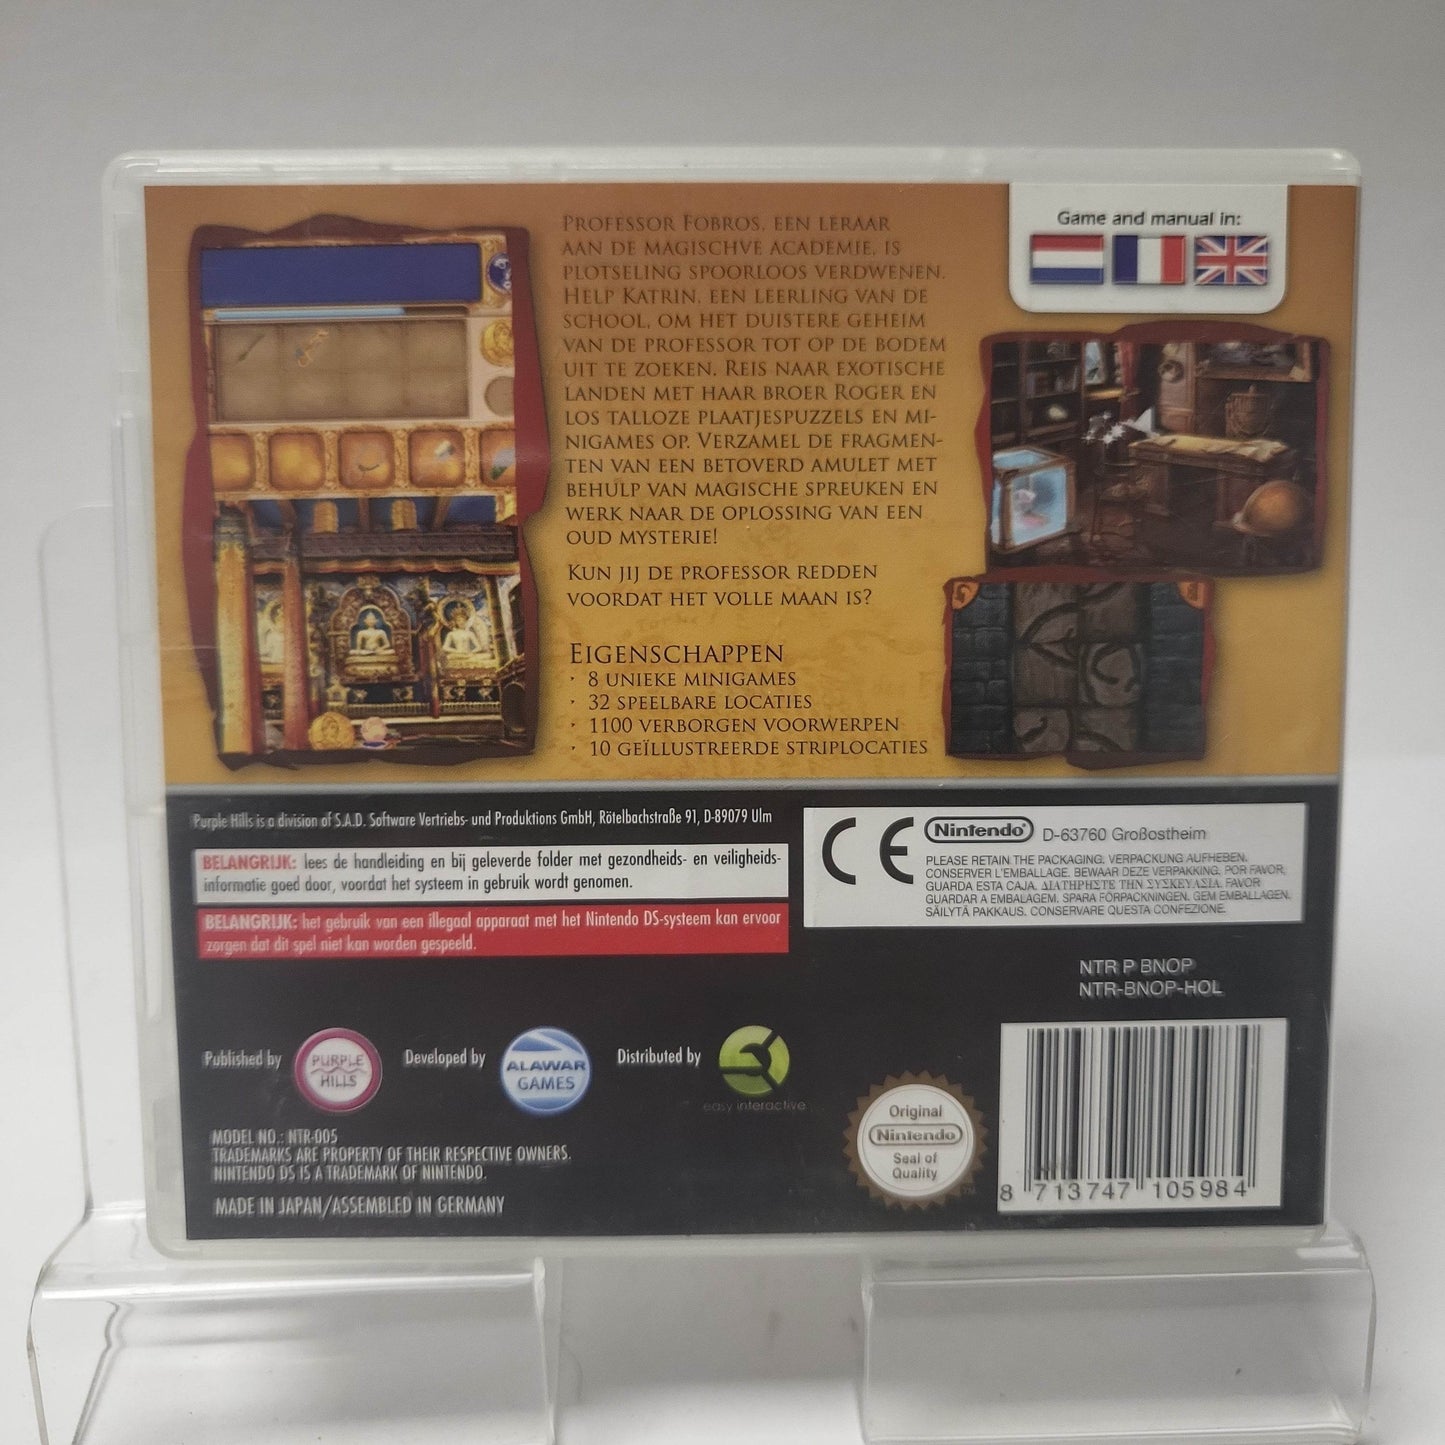 Professor Fobros, een leraar
aan de magischve academie, is
plotseling spoorloos verdwenen.
Help Katrin, een leerling van de
school, om het duistere geheim
van de professor tot op de bodem
uit te zoeken. Reis naar exotische
landen met haar broer Roger en
los talloze plaatjespuzzels en mi-
nigames op. Verzamel de fragmen-
ten van een betoverd amulet met
behulp van magische spreuken en
werk naar de oplossing van een
oud mysterie!
Kun jij de professor redden
voordat het volle maan is?
Eigenschappen
· 8 unieke minigames
· 32 speelbare locaties
· 1100 verborgen voorwerpen
· 10 geïllustreerde striplocaties
Game and manual in:
Purple Hills is a division of S.A.D. Software Vertriebs- und Produktions GmbH, Rötelbachstraße 91, D-89079 Ulm
BELANGRIJK: lees de handleiding en bij geleverde folder met gezondheids- en veiligheids-
informatie goed door, voordat het systeem in gebruik wordt genomen.
BELANGRIJK: het gebruik van een illegaal apparaat met het Nintendo DS-systeem kan ervoor
zorgen dat dit spel niet kan worden gespeeld.
CE Nintendo® D-63760 Großostheim
PLEASE RETAIN THE PACKAGING. VERPACKUNG AUFHEBEN.
CONSERVER L'EMBALLAGE. BEWAAR DEZE VERPAKKING. POR FAVOR,
GUARDA ESTA CAJA. ΔΙΑΤΗΡΗΣΤΕ ΤΗΝ ΣΥΣΚΕΥΑΣΙΑ. FAVOR
GUARDAR A EMBALAGEM. SPARA FÖRPACKNINGEN. GEM EMBALLAGEN.
SÄILYTÄ PAKKAUS. CONSERVARE QUESTA CONFEZIONE.
NTR P BNOP
NTR-BNOP-HOL
Published by PURPLE HILLS Developed by ALAWAR GAMES Distributed by easy interactive
MODEL NO.: NTR-005
TRADEMARKS ARE PROPERTY OF THEIR RESPECTIVE OWNERS.
NINTENDO DS IS A TRADEMARK OF NINTENDO.
MADE IN JAPAN/ASSEMBLED IN GERMANY
Original
Nintendo®
Seal of
Quality
TM
8 713747 105984